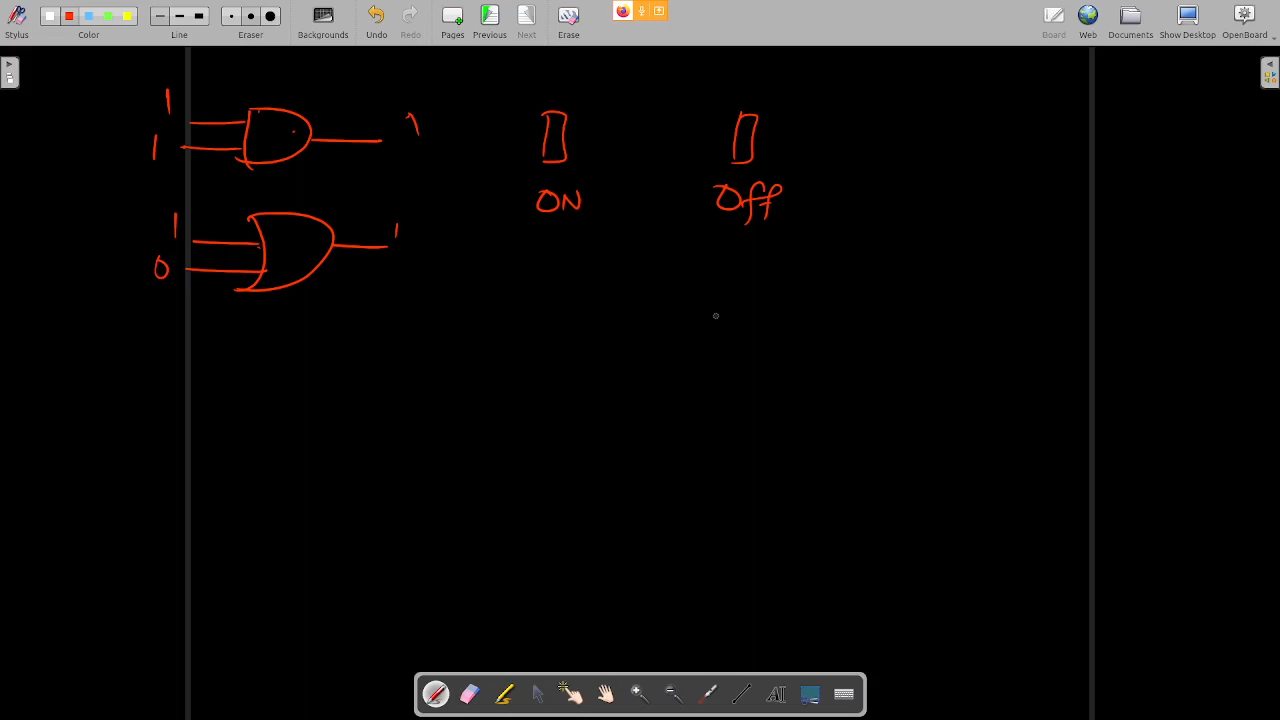 Stylus Color Line Eraser Backgrounds Undo Redo Pages Previous Next Erase Board Web Documents Show Desktop OpenBoard
1
1 1
ON Off
1 1
0
AI